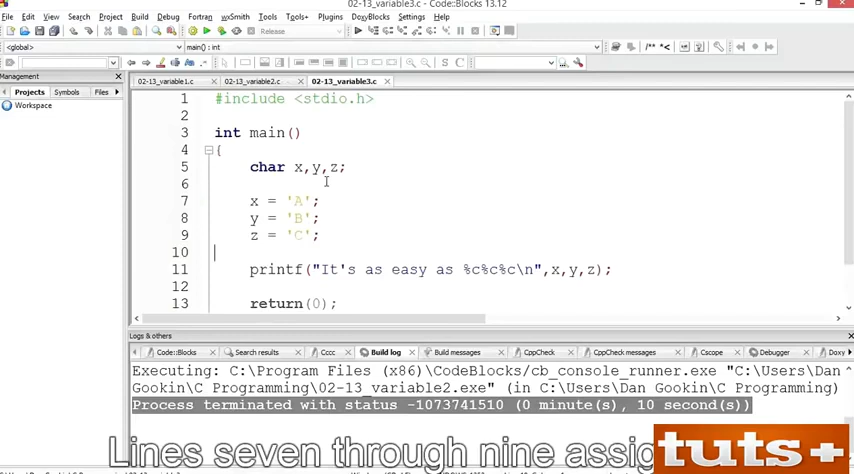 02-13_variable3.c - Code::Blocks 13.12
File Edit View Search Project Build Debug Fortran wxSmith Tools Tools+ Plugins DoxyBlocks Settings Help
Release
<global> main() : int
/** *<
S C
Management
Projects Symbols Files
Workspace
02-13_variable1.c 02-13_variable2.c 02-13_variable3.c
1 #include <stdio.h>
2
3 int main()
4 {
5 char x,y,z;
6
7 x = 'A';
8 y = 'B';
9 z = 'C';
10
11 printf("It's as easy as %c%c%c\n",x,y,z);
12
13 return(0);
Logs & others
Code::Blocks Search results Cccc Build log Build messages CppCheck CppCheck messages Cscope Debugger Doxy
Executing: C:\Program Files (x86)\CodeBlocks/cb_console_runner.exe "C:\Users\Dan
Gookin\C Programming\02-13_variable2.exe" (in C:\Users\Dan Gookin\C Programming)
Process terminated with status -1073741510 (0 minute(s), 10 second(s))
Lines seven through nine assig
tuts+